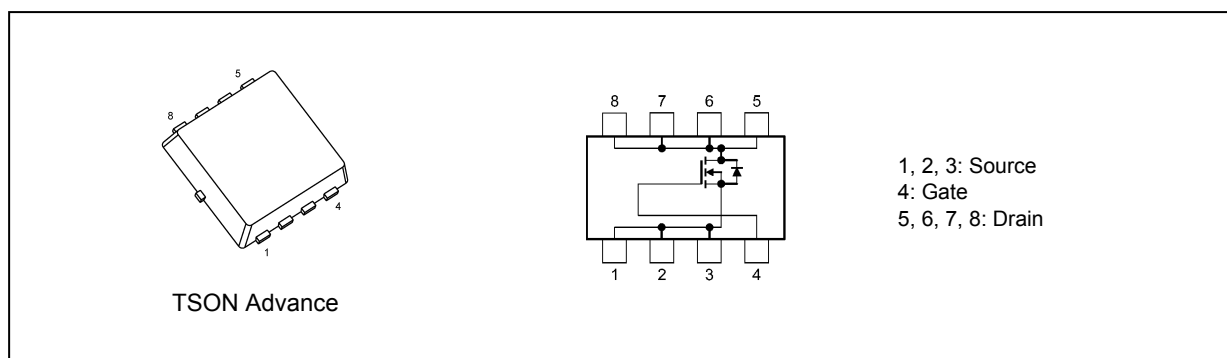 5
8
4
1
TSON Advance
8 7 6 5
1 2 3 4
1, 2, 3: Source
4: Gate
5, 6, 7, 8: Drain